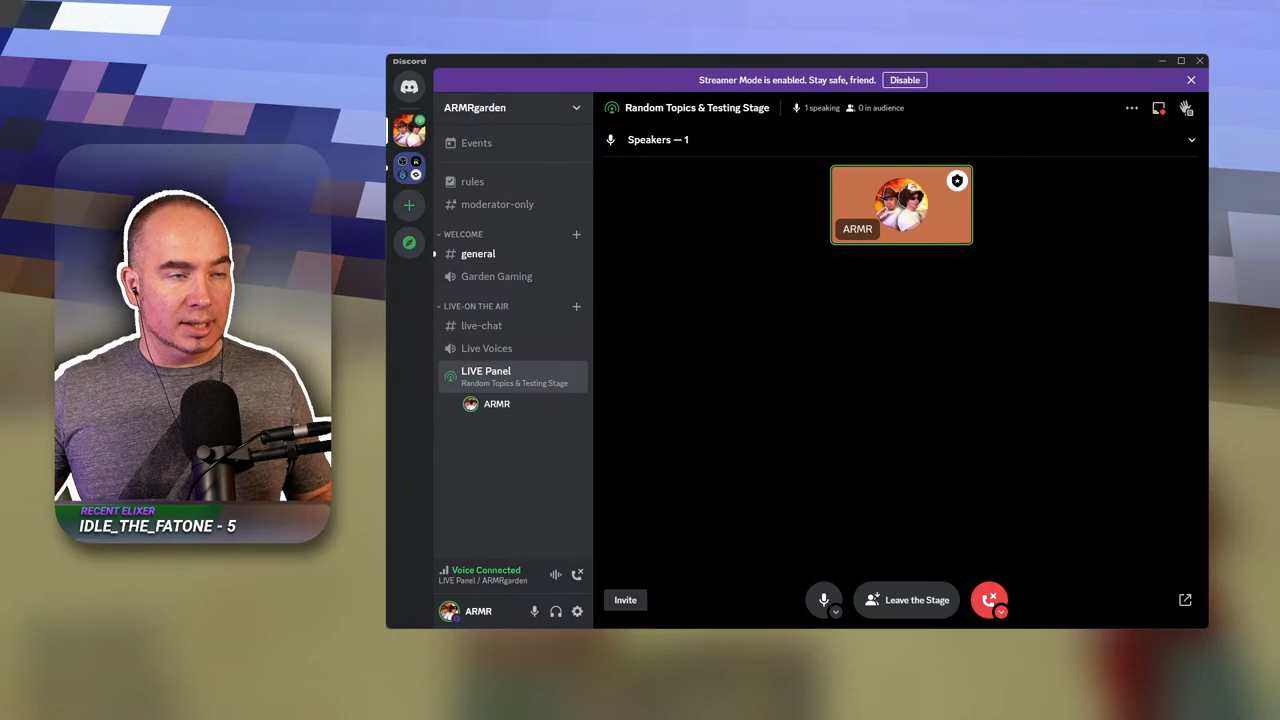 Discord
Streamer Mode is enabled. Stay safe, friend.
Disable
ARMRgarden
Events
rules
moderator-only
WELCOME
general
Garden Gaming
LIVE-ON THE AIR
live-chat
Live Voices
LIVE Panel
Random Topics & Testing Stage
ARMR
Voice Connected
LIVE Panel / ARMRgarden
ARMR
Random Topics & Testing Stage
1 speaking
0 in audience
Speakers — 1
ARMR
Invite
Leave the Stage
RECENT ELIXER
IDLE_THE_FATONE - 5